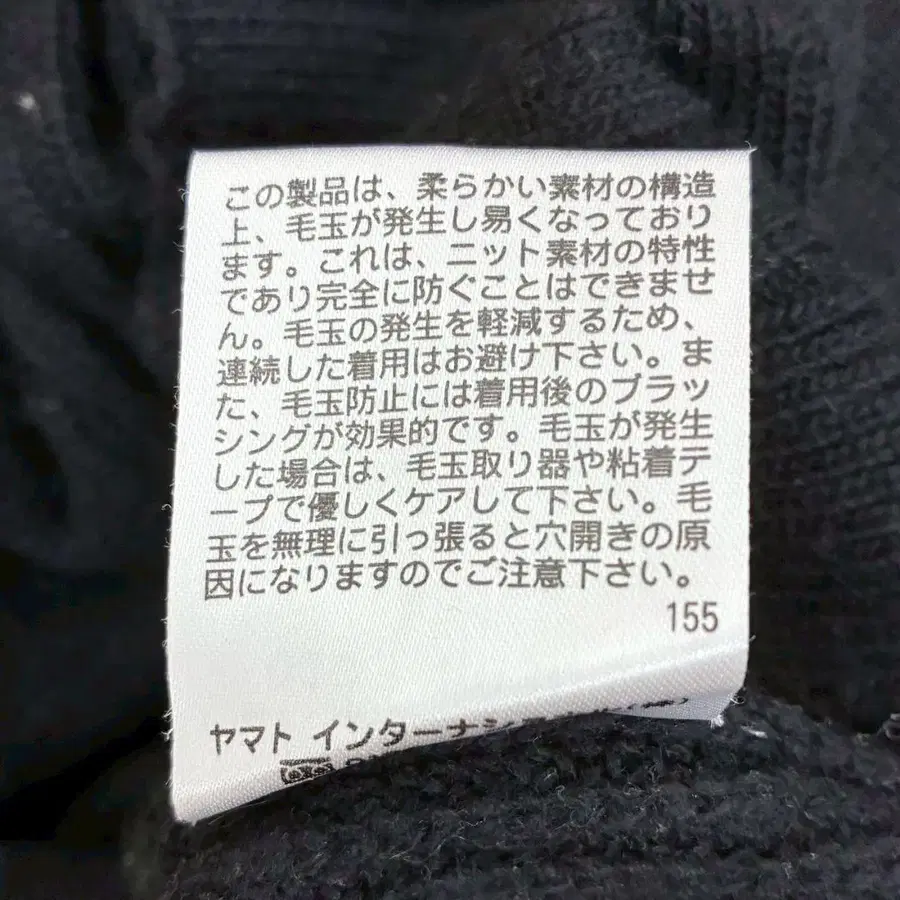 この製品は、柔らかい素材の構造
上、毛玉が発生し易くなっており
ます。これは、ニット素材の特性
であり完全に防ぐことはできませ
ん。毛玉の発生を軽減するため、
連続した着用はお避け下さい。ま
た、毛玉防止には着用後のブラッ
シングが効果的です。毛玉が発生
した場合は、毛玉取り器や粘着テ
ープで優しくケアして下さい。毛
玉を無理に引っ張ると穴開きの原
因になりますのでご注意下さい。
155
ヤマト インターナシ